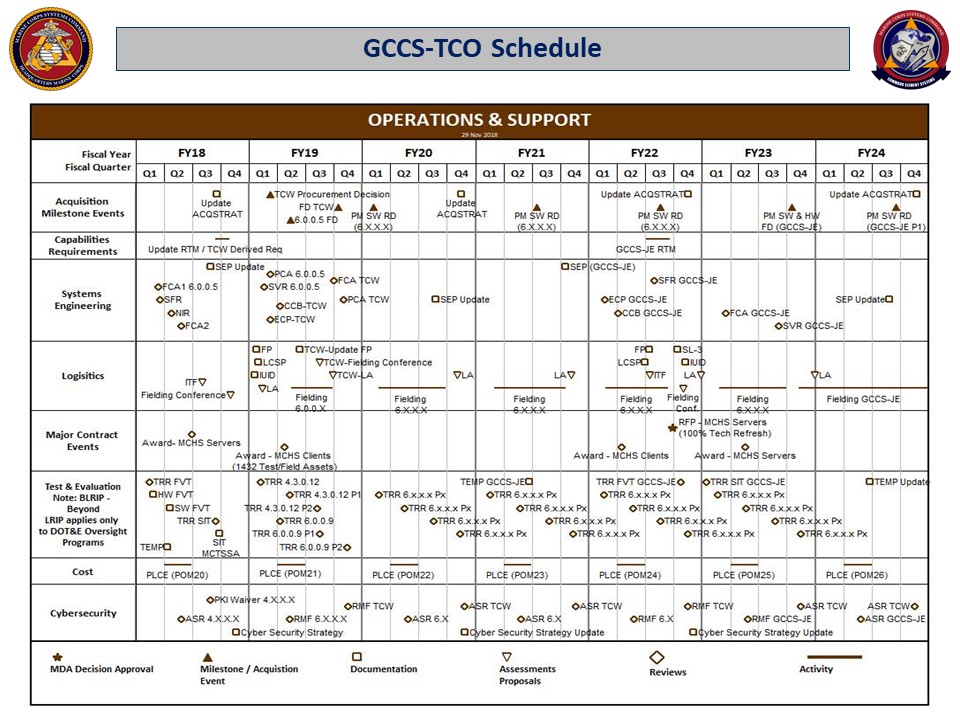 MARINE CORPS SYSTEMS COMMAND
HEADQUARTERS MARINE CORPS
GCCS-TCO Schedule
MARINE CORPS SYSTEMS COMMAND
COMMAND ELEMENT SYSTEMS
OPERATIONS & SUPPORT
29 Nov 2018
Fiscal Year
Fiscal Quarter
FY18 FY19 FY20 FY21 FY22 FY23 FY24
Q1 Q2 Q3 Q4 Q1 Q2 Q3 Q4 Q1 Q2 Q3 Q4 Q1 Q2 Q3 Q4 Q1 Q2 Q3 Q4 Q1 Q2 Q3 Q4 Q1 Q2 Q3 Q4
Acquisition
Milestone Events
TCW Procurement Decision
Update ACQSTRAT
Update ACQSTRAT
Update
ACQSTRAT
FD TCW
6.0.0.5 FD
PM SW RD
(6.X.X.X)
Update
ACQSTRAT
PM SW RD
(6.X.X.X)
PM SW RD
(6.X.X.X)
PM SW & HW
FD (GCCS-JE)
PM SW RD
(GCCS-JE P1)
Capabilities
Requirements
Update RTM / TCW Derived Req
GCCS-JE RTM
Systems
Engineering
SEP Update
PCA 6.0.0.5
FCA TCW
SEP (GCCS-JE)
SFR GCCS-JE
FCA1 6.0.0.5
SVR 6.0.0.5
SFR
CCB-TCW
PCA TCW
SEP Update
ECP GCCS-JE
SEP Update
NIR
ECP-TCW
CCB GCCS-JE
FCA GCCS-JE
FCA2
SVR GCCS-JE
Logisitics
FP
TCW-Update FP
FP
SL-3
LCSP
TCW-Fielding Conference
LCSP
IUID
IUID
TCW-LA
LA
LA
ITF
LA
LA
ITF
LA
Fielding Conference
Fielding
6.0.0.X
Fielding
6.X.X.X
Fielding
6.X.X.X
Fielding
6.X.X.X
Fielding
Conf.
Fielding
6.X.X.X
Fielding GCCS-JE
Major Contract
Events
RFP - MCHS Servers
(100% Tech Refresh)
Award- MCHS Servers
Award - MCHS Clients
(1432 Test/Field Assets)
Award - MCHS Clients
Award - MCHS Servers
Test & Evaluation
Note: BLRIP -
Beyond
LRIP applies only
to DOT&E Oversight
Programs
TRR FVT
TRR 4.3.0.12
TEMP GCCS-JE
TRR FVT GCCS-JE
TRR SIT GCCS-JE
TEMP Update
HW FVT
TRR 4.3.0.12 P1
TRR 6.x.x.x Px
TRR 6.x.x.x Px
TRR 6.x.x.x Px
TRR 6.x.x.x Px
SW FVT
TRR 4.3.0.12 P2
TRR 6.x.x.x Px
TRR 6.x.x.x Px
TRR 6.x.x.x Px
TRR 6.x.x.x Px
TRR SIT
TRR 6.0.0.9
TRR 6.x.x.x Px
TRR 6.x.x.x Px
TRR 6.x.x.x Px
TRR 6.x.x.x Px
SIT
MCTSSA
TRR 6.0.0.9 P1
TRR 6.x.x.x Px
TRR 6.x.x.x Px
TRR 6.x.x.x Px
TRR 6.x.x.x Px
TEMP
TRR 6.0.0.9 P2
Cost
PLCE (POM20)
PLCE (POM21)
PLCE (POM22)
PLCE (POM23)
PLCE (POM24)
PLCE (POM25)
PLCE (POM26)
Cybersecurity
PKI Waiver 4.X.X.X
RMF TCW
ASR TCW
ASR TCW
RMF TCW
ASR TCW
ASR TCW
ASR 4.X.X.X
RMF 6.X.X.X
ASR 6.X
ASR 6.X
RMF 6.X
RMF GCCS-JE
ASR GCCS-JE
Cyber Security Strategy
Cyber Security Strategy Update
Cyber Security Strategy Update
MDA Decision Approval
Milestone / Acquistion
Event
Documentation
Assessments
Proposals
Reviews
Activity